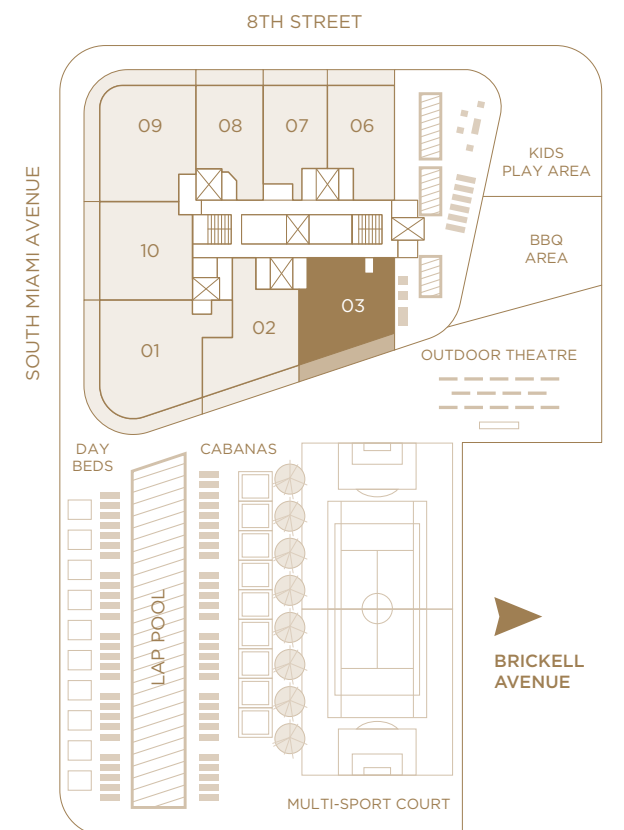 8TH STREET
SOUTH MIAMI AVENUE
09
08
07
06
KIDS
PLAY AREA
10
BBQ
AREA
03
02
01
OUTDOOR THEATRE
DAY
BEDS
CABANAS
LAP POOL
BRICKELL
AVENUE
MULTI-SPORT COURT